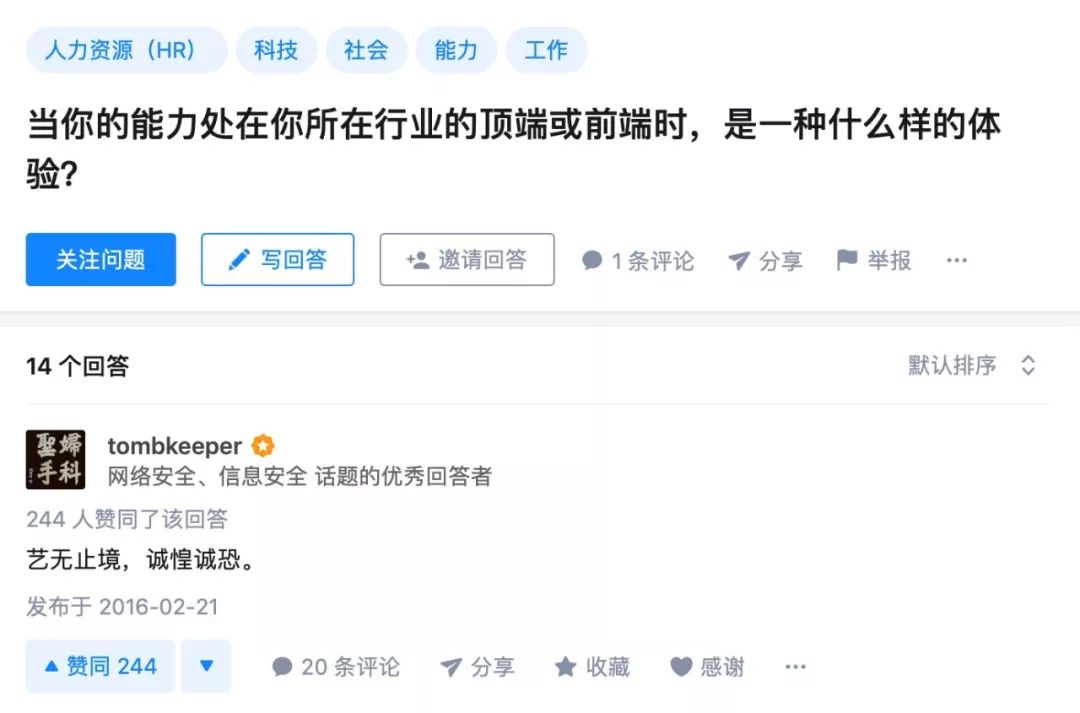 人力资源（HR） 科技 社会 能力 工作
当你的能力处在你所在行业的顶端或前端时，是一种什么样的体
验?
关注问题 写回答 邀请回答 1 条评论 分享 举报 ···
14 个回答 默认排序
聖婦
手科
tombkeeper
网络安全、信息安全 话题的优秀回答者
244 人赞同了该回答
艺无止境，诚惶诚恐。
发布于 2016-02-21
赞同 244 20 条评论 分享 收藏 感谢 ···